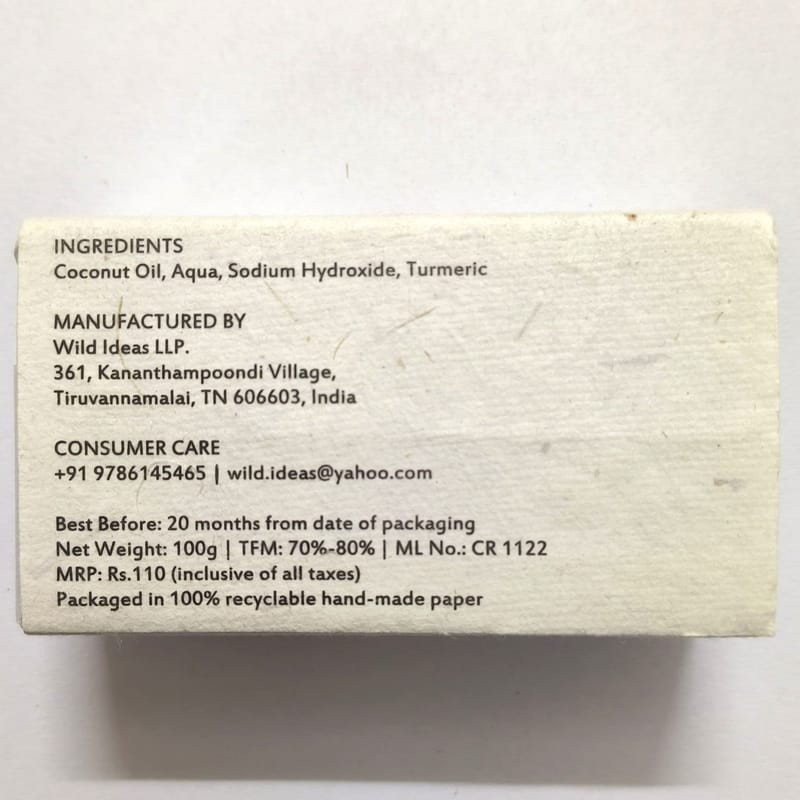 INGREDIENTS
Coconut Oil, Aqua, Sodium Hydroxide, Turmeric
MANUFACTURED BY
Wild Ideas LLP.
361, Kananthampoondi Village,
Tiruvannamalai, TN 606603, India
CONSUMER CARE
+91 9786145465 | wild.ideas@yahoo.com
Best Before: 20 months from date of packaging
Net Weight: 100g | TFM: 70%-80% | ML No.: CR 1122
MRP: Rs.110 (inclusive of all taxes)
Packaged in 100% recyclable hand-made paper